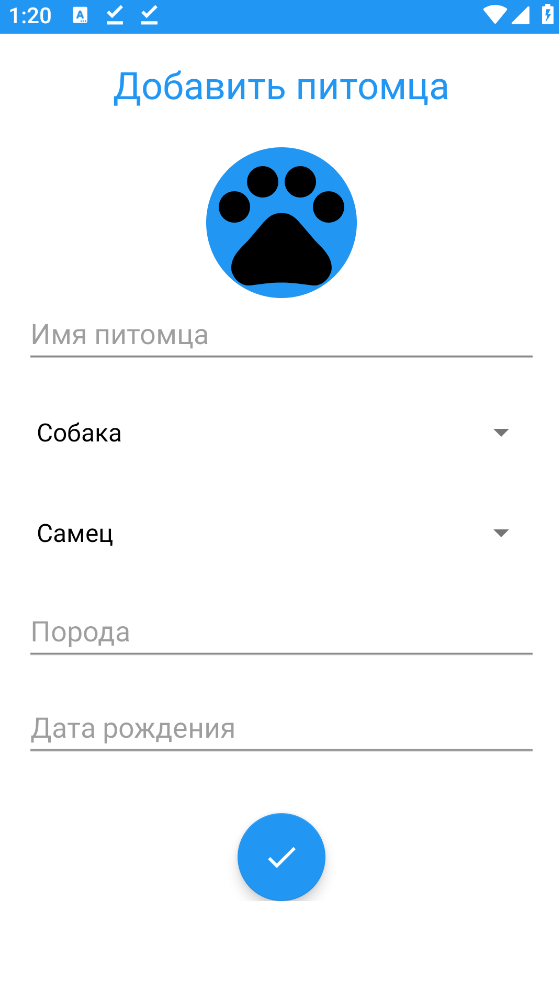 1:20
Добавить питомца
Имя питомца
Собака
Самец
Порода
Дата рождения